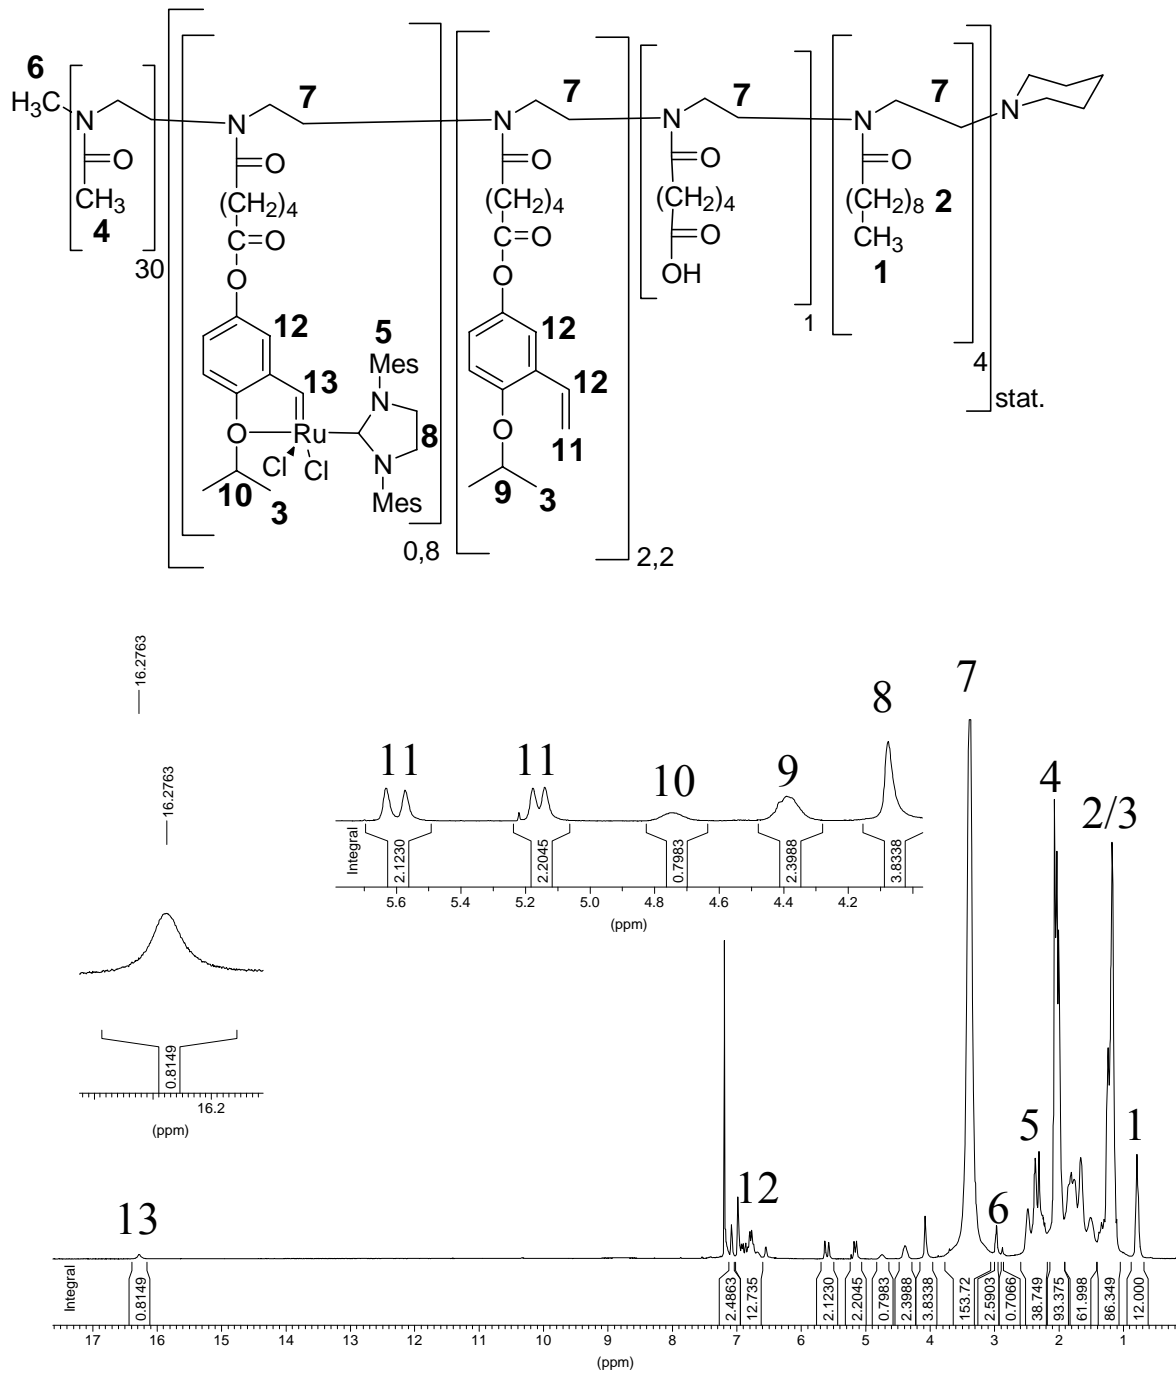 6
H3C
N
O
CH3
4
30
7
N
O
(CH2)4
C=O
O
12
13
O
Ru
Cl
Cl
10
3
5
Mes
N
N
8
Mes
0,8
7
N
O
(CH2)4
C=O
O
12
12
O
11
9
3
2,2
7
N
O
(CH2)4
O
OH
1
7
N
O
(CH2)8 2
CH3
1
4
stat.
N
16.2763
16.2763
0.8149
16.2
(ppm)
11
11
10
9
8
Integral
2.1230
2.2045
0.7983
2.3988
3.8338
5.6 5.4 5.2 5.0 4.8 4.6 4.4 4.2
(ppm)
13
12
7
6
5
4
2/3
1
Integral
0.8149
2.4863
12.735
2.1230
2.2045
0.7983
2.3988
3.8338
153.72
2.5903
0.7066
38.749
93.375
61.998
86.349
12.000
17 16 15 14 13 12 11 10 9 8 7 6 5 4 3 2 1
(ppm)